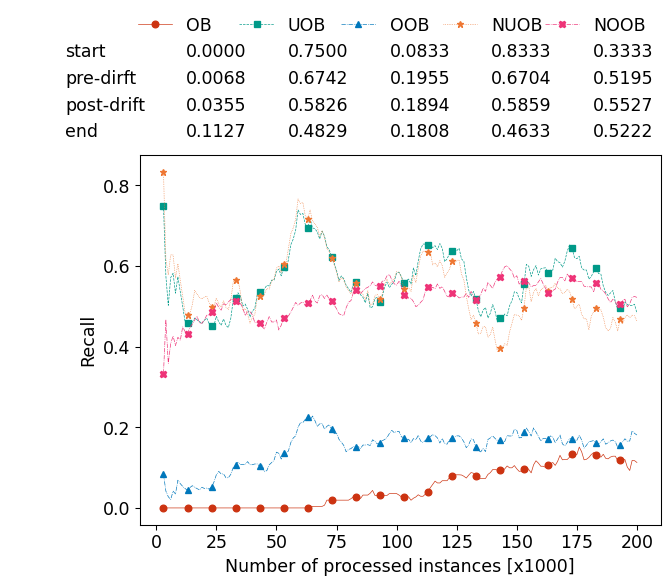 OB UOB OOB NUOB NOOB
start 0.0000 0.7500 0.0833 0.8333 0.3333
pre-dirft 0.0068 0.6742 0.1955 0.6704 0.5195
post-drift 0.0355 0.5826 0.1894 0.5859 0.5527
end 0.1127 0.4829 0.1808 0.4633 0.5222
0.8
0.6
0.4
0.2
0.0
Recall
0 25 50 75 100 125 150 175 200
Number of processed instances [x1000]